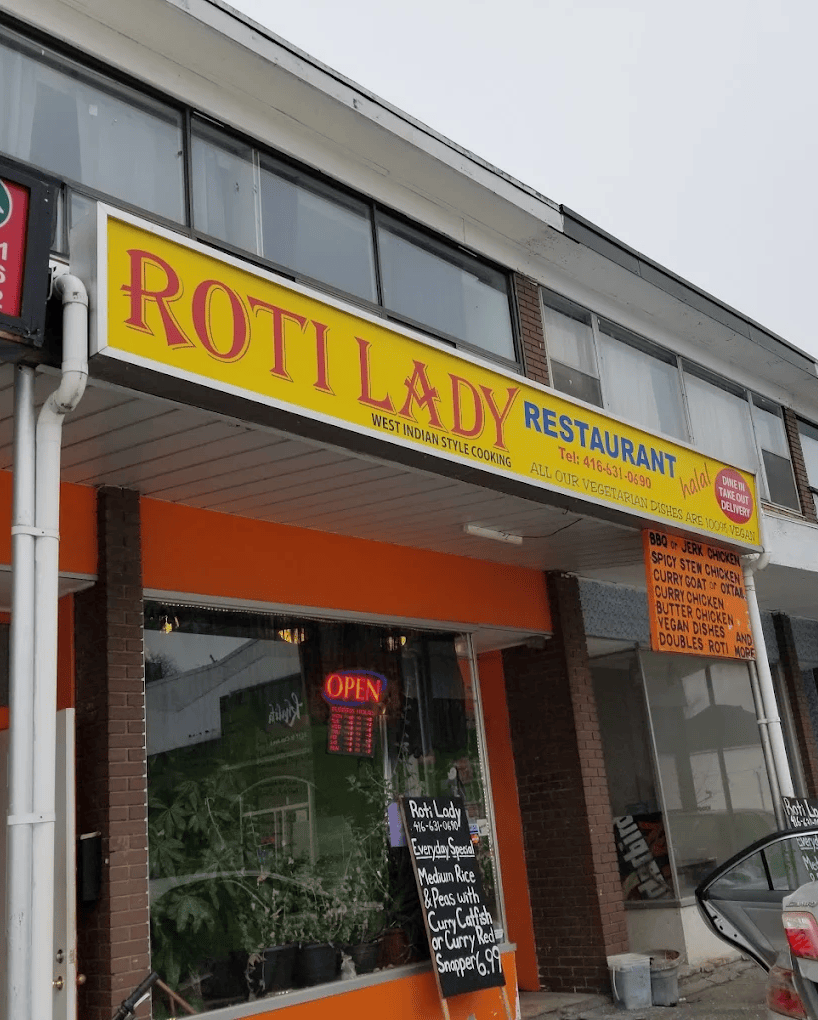 ROTI LADY
WEST INDIAN STYLE COOKING
RESTAURANT
Tel: 416-631-0690
halal
ALL OUR VEGETARIAN DISHES ARE 100% VEGAN
DINE IN
TAKE OUT
DELIVERY
BBQ or JERK CHICKEN
SPICY STEW CHICKEN
CURRY GOAT or OXTAIL
CURRY CHICKEN
BUTTER CHICKEN
VEGAN DISHES AND
DOUBLES ROTI MORE
OPEN
BUSINESS HOURS
Roti Lady
416-631-0690
Everyday Special
Medium Rice
& Peas with
Curry Catfish
or Curry Red
Snapper 6.99